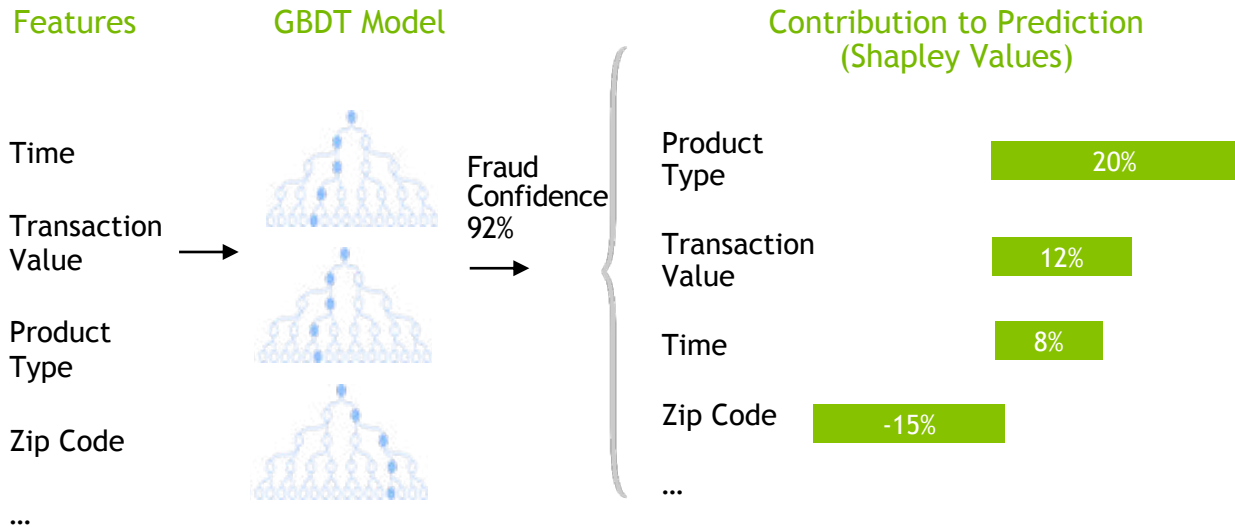 Features
GBDT Model
Contribution to Prediction
(Shapley Values)
Time
Transaction
Value
Product
Type
Zip Code
…
Fraud
Confidence
92%
Product
Type
20%
Transaction
Value
12%
Time
8%
Zip Code
-15%
…